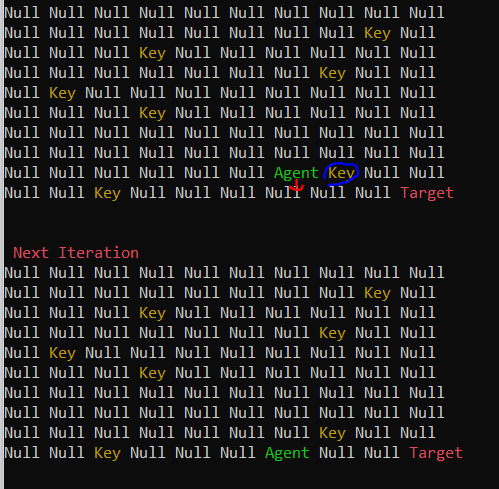 Null Null Null Null Null Null Null Null Null Null
Null Null Null Null Null Null Null Null Key Null
Null Null Null Key Null Null Null Null Null Null
Null Null Null Null Null Null Null Key Null Null
Null Key Null Null Null Null Null Null Null Null
Null Null Null Key Null Null Null Null Null Null
Null Null Null Null Null Null Null Null Null Null
Null Null Null Null Null Null Null Null Null Null
Null Null Null Null Null Null Agent Key Null Null
Null Null Key Null Null Null Null Null Null Target
Next Iteration
Null Null Null Null Null Null Null Null Null Null
Null Null Null Null Null Null Null Null Key Null
Null Null Null Key Null Null Null Null Null Null
Null Null Null Null Null Null Null Key Null Null
Null Key Null Null Null Null Null Null Null Null
Null Null Null Key Null Null Null Null Null Null
Null Null Null Null Null Null Null Null Null Null
Null Null Null Null Null Null Null Null Null Null
Null Null Null Null Null Null Null Key Null Null
Null Null Key Null Null Null Agent Null Null Target